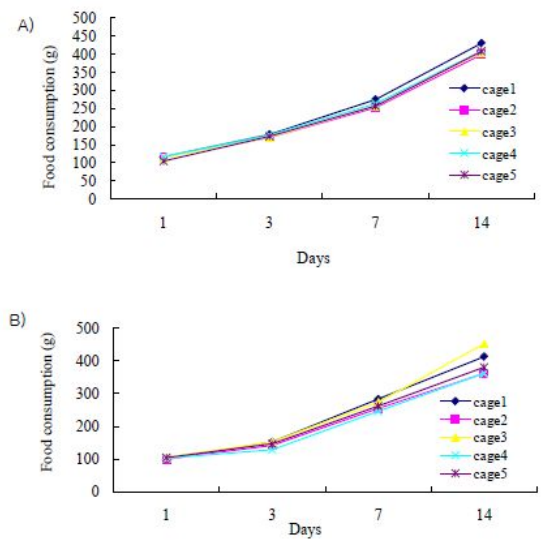 A)
Food consumption (g)
500
450
400
350
300
250
200
150
100
50
0
1 3 7 14
Days
cage1
cage2
cage3
cage4
cage5
B)
Food consumption (g)
500
400
300
200
100
0
1 3 7 14
Days
cage1
cage2
cage3
cage4
cage5